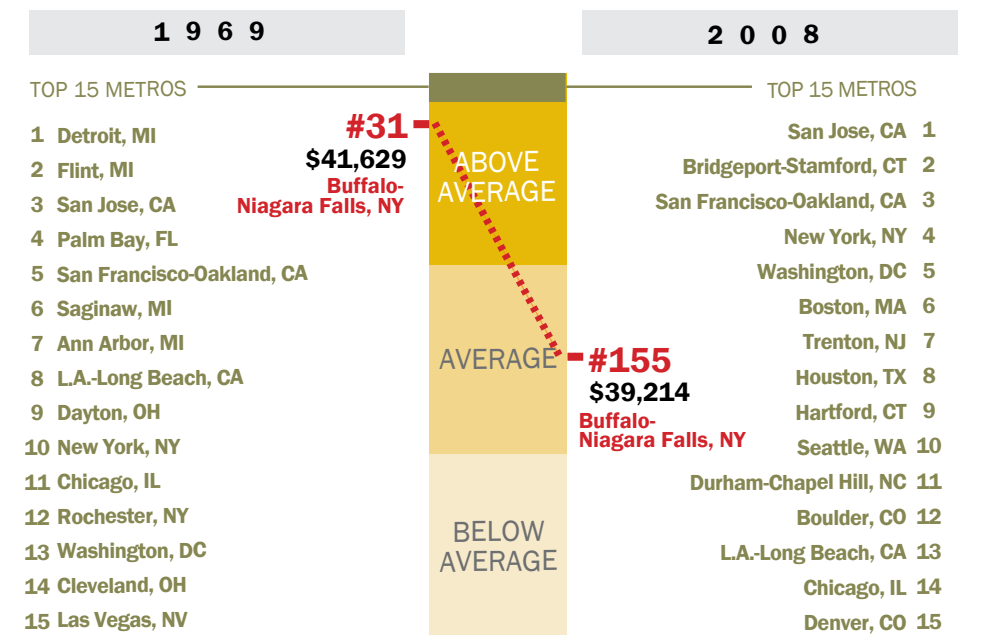 1 9 6 9
2 0 0 8
TOP 15 METROS
1 Detroit, MI
2 Flint, MI
3 San Jose, CA
4 Palm Bay, FL
5 San Francisco-Oakland, CA
6 Saginaw, MI
7 Ann Arbor, MI
8 L.A.-Long Beach, CA
9 Dayton, OH
10 New York, NY
11 Chicago, IL
12 Rochester, NY
13 Washington, DC
14 Cleveland, OH
15 Las Vegas, NV
#31
$41,629
Buffalo-
Niagara Falls, NY
ABOVE
AVERAGE
AVERAGE
BELOW
AVERAGE
#155
$39,214
Buffalo-
Niagara Falls, NY
TOP 15 METROS
San Jose, CA 1
Bridgeport-Stamford, CT 2
San Francisco-Oakland, CA 3
New York, NY 4
Washington, DC 5
Boston, MA 6
Trenton, NJ 7
Houston, TX 8
Hartford, CT 9
Seattle, WA 10
Durham-Chapel Hill, NC 11
Boulder, CO 12
L.A.-Long Beach, CA 13
Chicago, IL 14
Denver, CO 15